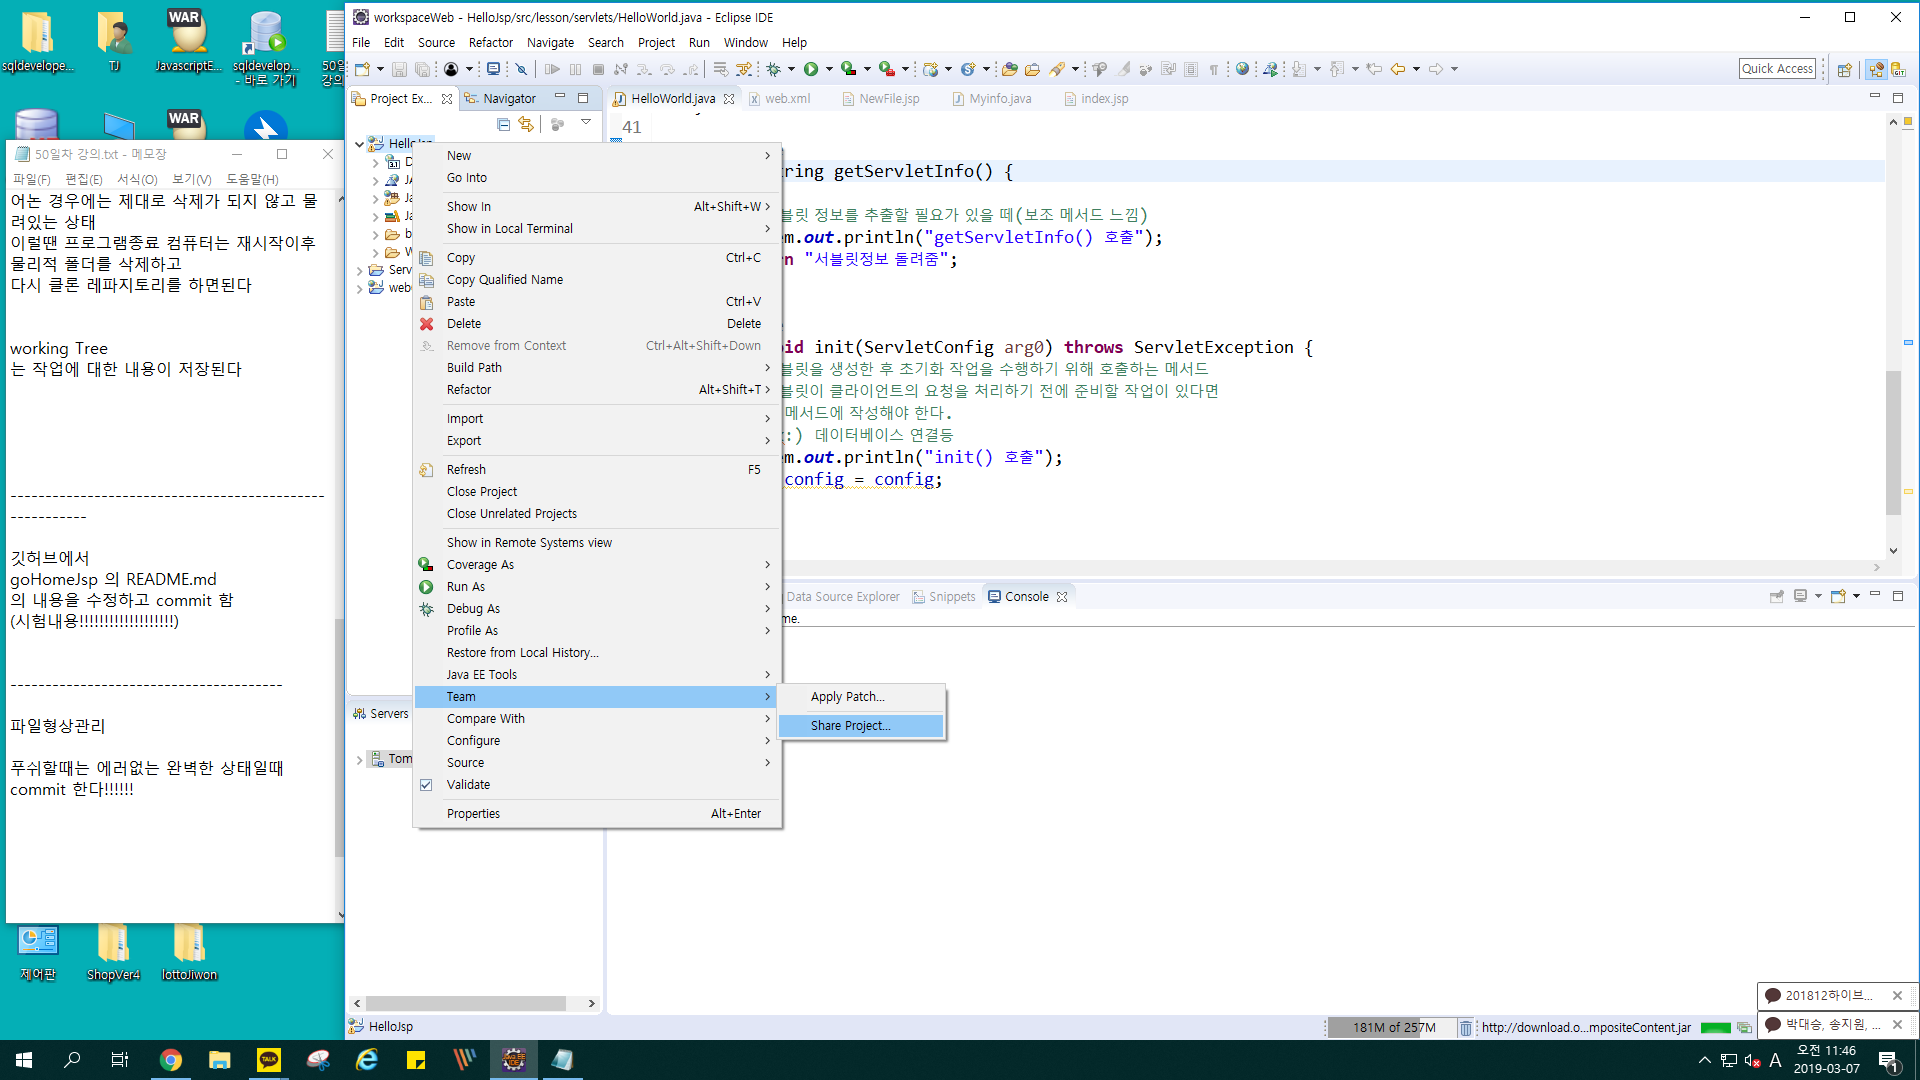 sqldevelope...
TJ
JavascriptE...
sqldevelop...
- 바로 가기
50일
강의
WAR
WAR
50일차 강의.txt - 메모장
파일(F) 편집(E) 서식(O) 보기(V) 도움말(H)
어논 경우에는 제대로 삭제가 되지 않고 물
려있는 상태
이럴땐 프로그램종료 컴퓨터는 재시작이후
물리적 폴더를 삭제하고
다시 클론 레파지토리를 하면된다
working Tree
는 작업에 대한 내용이 저장된다
깃허브에서
goHomeJsp 의 README.md
의 내용을 수정하고 commit 함
(시험내용!!!!!!!!!!!!!!!!!!!)
---------------------------------------
파일형상관리
푸쉬할때는 에러없는 완벽한 상태일때
commit 한다!!!!!!
제어판
ShopVer4
lottoJiwon
workspaceWeb - HelloJsp/src/lesson/servlets/HelloWorld.java - Eclipse IDE
File Edit Source Refactor Navigate Search Project Run Window Help
Quick Access
Project Ex... Navigator
HelloWorld.java web.xml NewFile.jsp Myinfo.java index.jsp
HelloJsp
Serv
web
Servers
Tom
New
Go Into
Show In Alt+Shift+W
Show in Local Terminal
Copy Ctrl+C
Copy Qualified Name
Paste Ctrl+V
Delete Delete
Remove from Context Ctrl+Alt+Shift+Down
Build Path
Refactor Alt+Shift+T
Import
Export
Refresh F5
Close Project
Close Unrelated Projects
Show in Remote Systems view
Coverage As
Run As
Debug As
Profile As
Restore from Local History...
Java EE Tools
Team
Compare With
Configure
Source
Validate
Properties Alt+Enter
Apply Patch...
Share Project...
41
tring getServletInfo() {
블릿 정보를 추출할 필요가 있을 떼(보조 메서드 느낌)
m.out.println("getServletInfo() 호출");
n "서블릿정보 돌려줌";
id init(ServletConfig arg0) throws ServletException {
블릿을 생성한 후 초기화 작업을 수행하기 위해 호출하는 메서드
블릿이 클라이언트의 요청을 처리하기 전에 준비할 작업이 있다면
메서드에 작성해야 한다.
:) 데이터베이스 연결등
m.out.println("init() 호출");
config = config;
Data Source Explorer Snippets Console
me.
HelloJsp
181M of 257M
http://download.o...mpositeContent.jar
201812하이브...
박대승, 송지원, ...
TALK
A
오전 11:46
2019-03-07
1